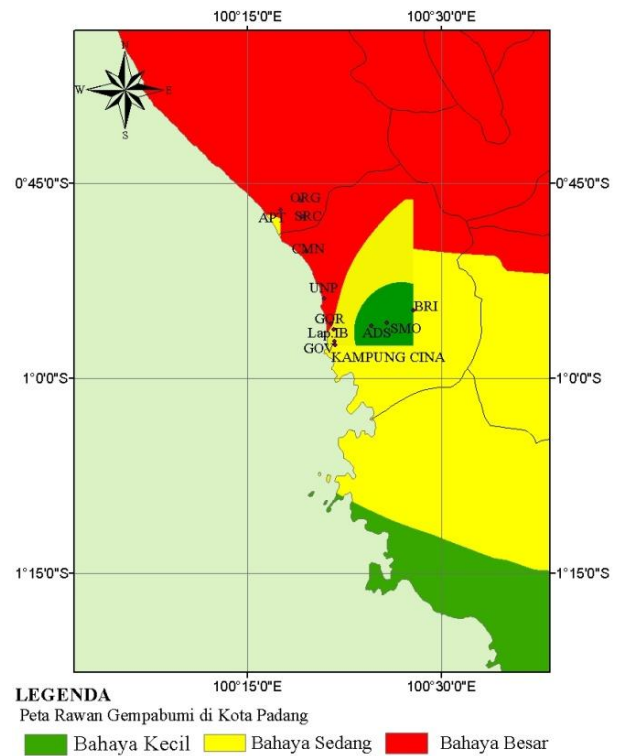 100°15'0"E 100°30'0"E
N
W E
S
0°45'0"S 0°45'0"S
ORG
APT SRC
CMN
UNP
BRI
GOR
SMO
Lap.IB ADS
GOV
KAMPUNG CINA
1°0'0"S 1°0'0"S
1°15'0"S 1°15'0"S
100°15'0"E 100°30'0"E
LEGENDA
Peta Rawan Gempabumi di Kota Padang
Bahaya Kecil Bahaya Sedang Bahaya Besar